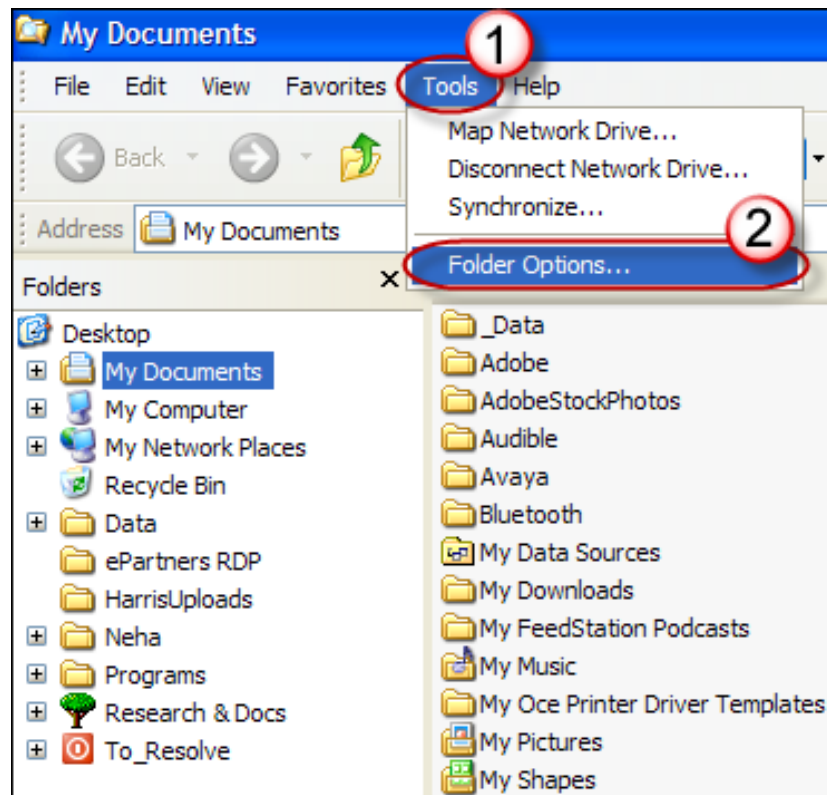 My Documents
1
File Edit View Favorites Tools Help
Back
Map Network Drive...
Disconnect Network Drive...
Synchronize...
2
Folder Options...
Address My Documents
Folders
Desktop
My Documents
My Computer
My Network Places
Recycle Bin
Data
ePartners RDP
HarrisUploads
Neha
Programs
Research & Docs
To_Resolve
_Data
Adobe
AdobeStockPhotos
Audible
Avaya
Bluetooth
My Data Sources
My Downloads
My FeedStation Podcasts
My Music
My Oce Printer Driver Templates
My Pictures
My Shapes